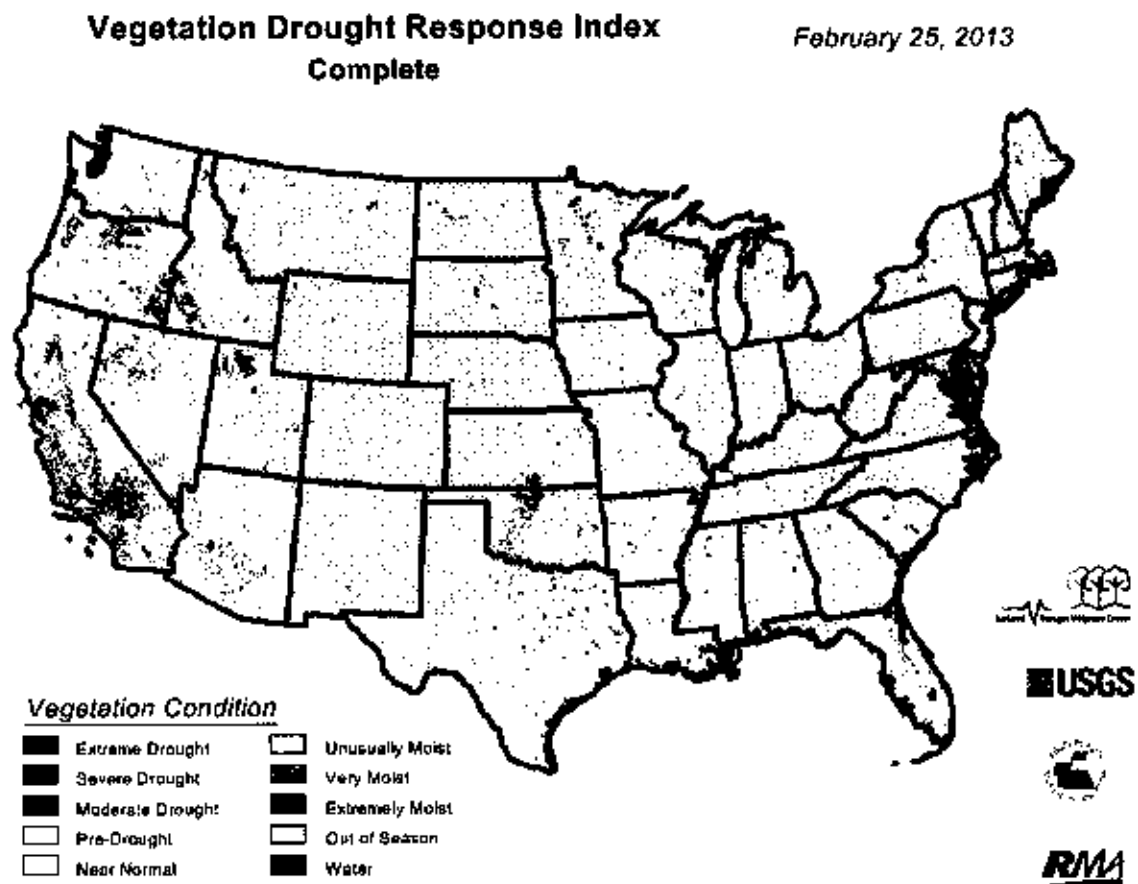 Vegetation Drought Response Index
Complete
February 25, 2013
USGS
Vegetation Condition
Extreme Drought
Severe Drought
Moderate Drought
Pre-Drought
Near Normal
Unusually Moist
Very Moist
Extremely Moist
Out of Season
Water
RMA